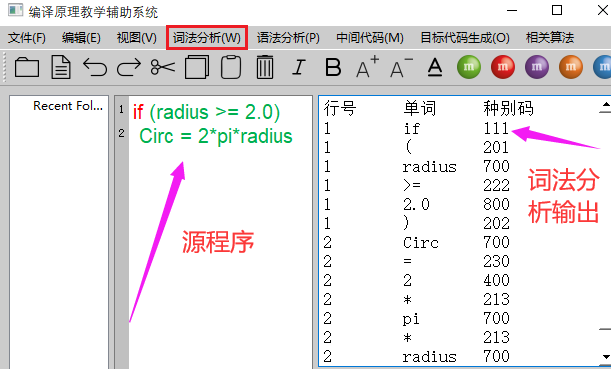 编译原理教学辅助系统
文件(F) 编辑(E) 视图(V) 词法分析(W) 语法分析(P) 中间代码(M) 目标代码生成(O) 相关算法
I B A+ A- A m m m m
Recent Fol...
1 if (radius >= 2.0)
2 Circ = 2*pi*radius
源程序
行号 单词 种别码
1 if 111
1 ( 201
1 radius 700
1 >= 222
1 2.0 800
1 ) 202
2 Circ 700
2 = 230
2 2 400
2 * 213
2 pi 700
2 * 213
2 radius 700
词法分
析输出